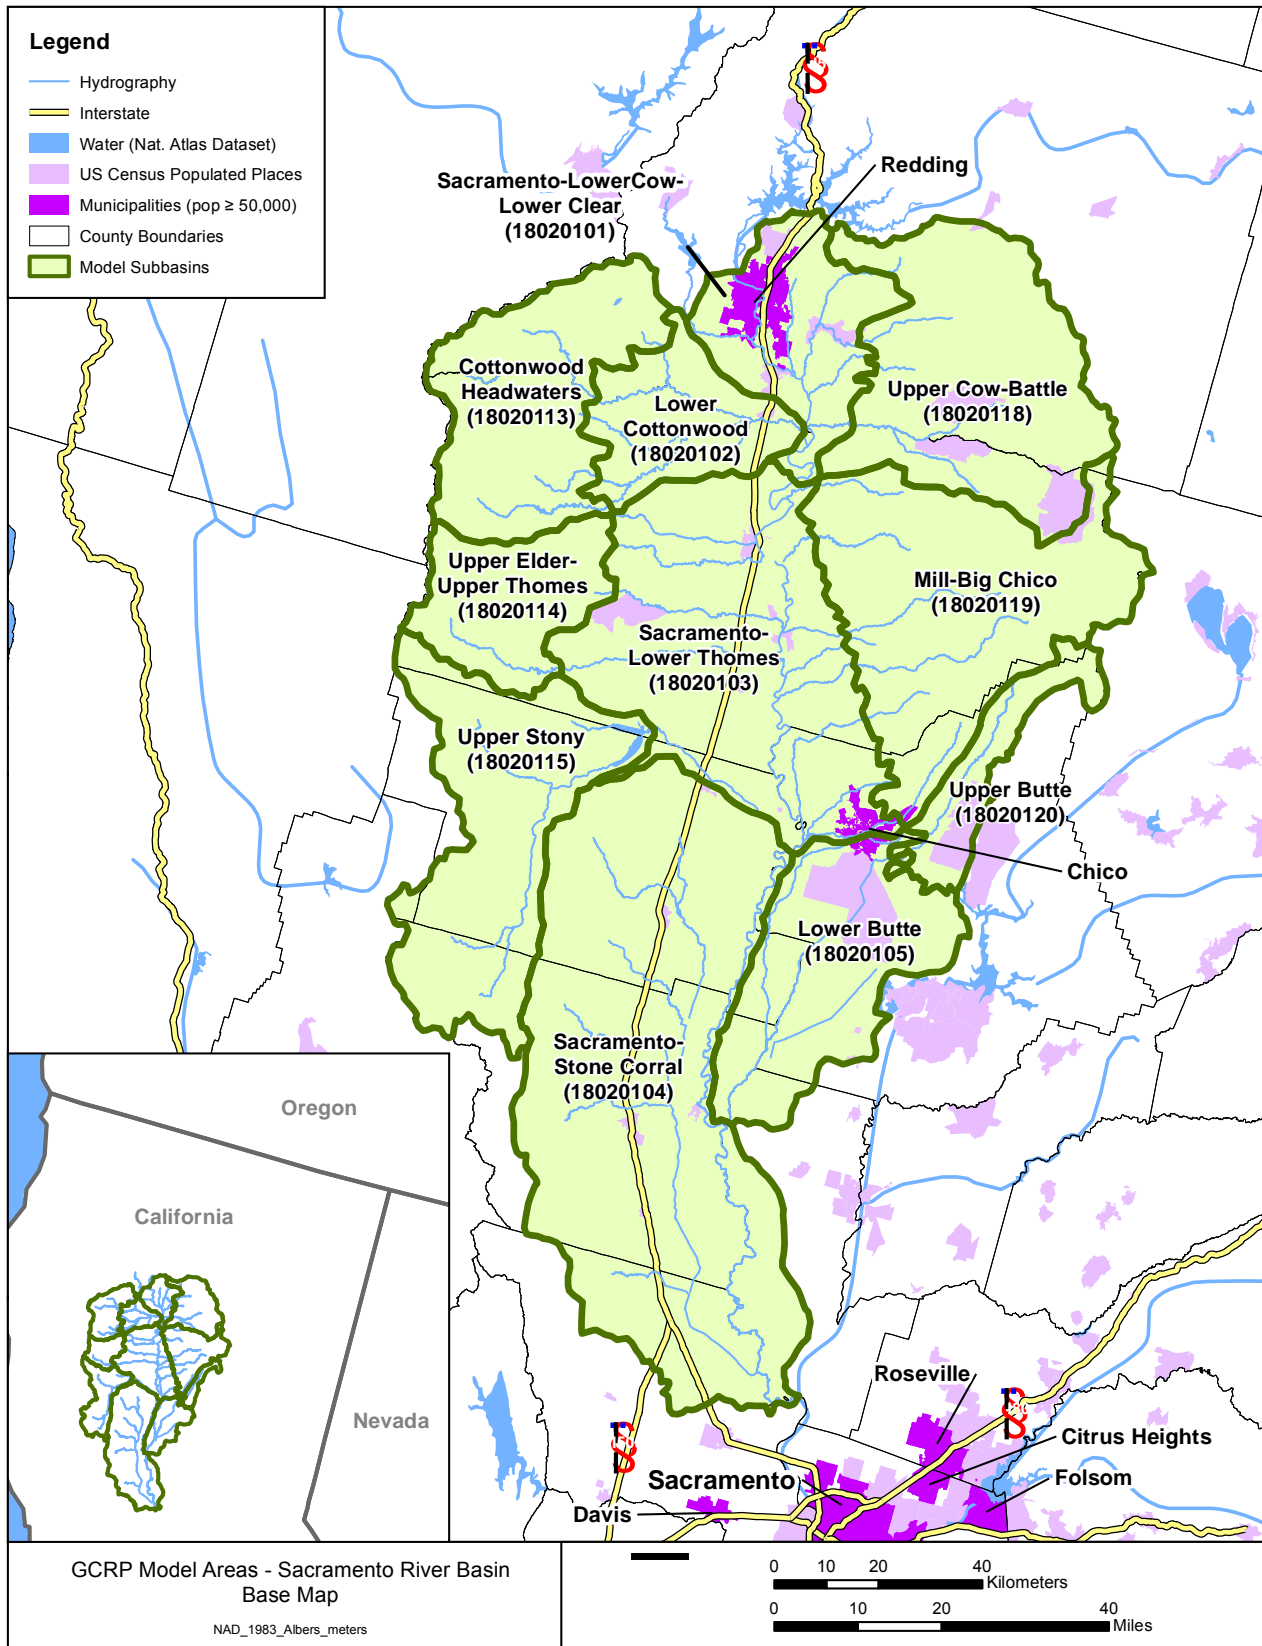 Legend
Hydrography
Interstate
Water (Nat. Atlas Dataset)
US Census Populated Places
Municipalities (pop ≥ 50,000)
County Boundaries
Model Subbasins
Redding
Sacramento-LowerCow-
Lower Clear
(18020101)
Cottonwood
Headwaters
(18020113)
Lower
Cottonwood
(18020102)
Upper Cow-Battle
(18020118)
Upper Elder-
Upper Thomes
(18020114)
Mill-Big Chico
(18020119)
Sacramento-
Lower Thomes
(18020103)
Upper Stony
(18020115)
Upper Butte
(18020120)
Chico
Lower Butte
(18020105)
Sacramento-
Stone Corral
(18020104)
Oregon
California
Nevada
Roseville
Citrus Heights
Folsom
Sacramento
Davis
GCRP Model Areas - Sacramento River Basin
Base Map
NAD_1983_Albers_meters
0 10 20 40
Kilometers
0 10 20 40
Miles